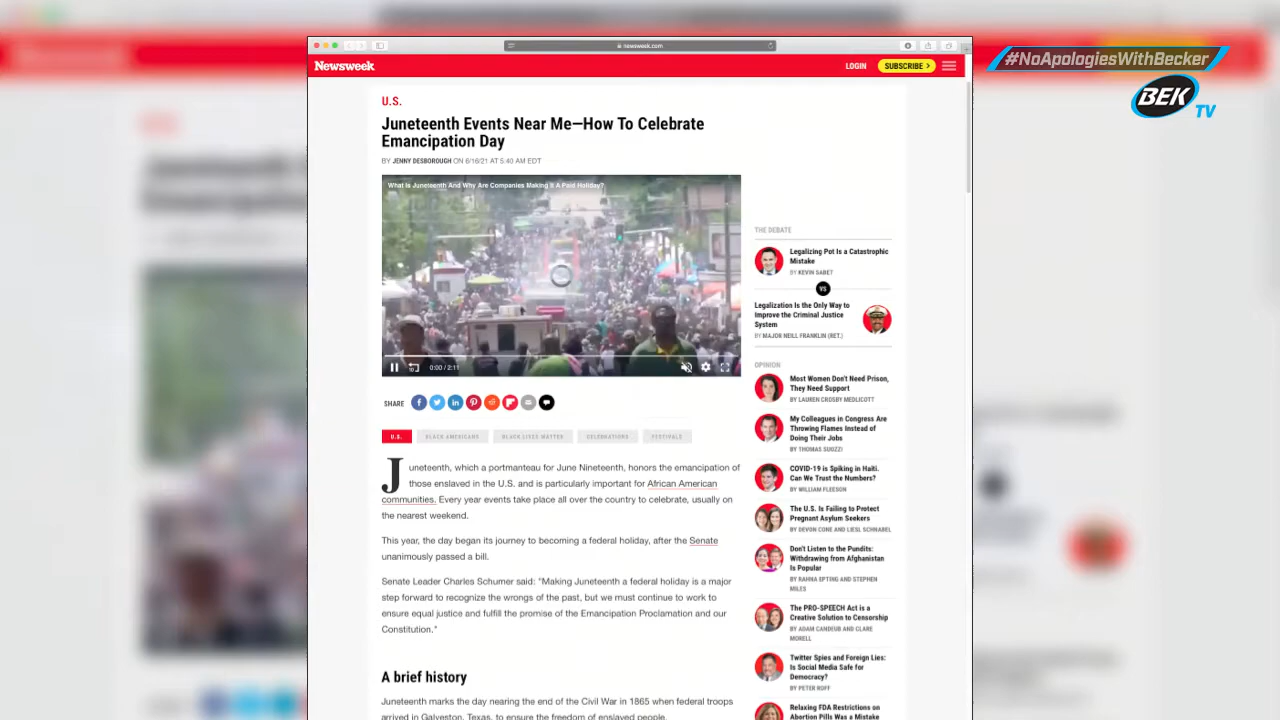 newsweek.com
#NoApologiesWithBecker
BEK TV
Newsweek
LOGIN
SUBSCRIBE >
U.S.
Juneteenth Events Near Me—How To Celebrate
Emancipation Day
BY JENNY DESBOROUGH ON 6/16/21 AT 5:40 AM EDT
What Is Juneteenth And Why Are Companies Making It A Paid Holiday?
0:00 / 2:11
SHARE
U.S.
BLACK AMERICANS
BLACK LIVES MATTER
CELEBRATIONS
FESTIVALS
Juneteenth, which a portmanteau for June Nineteenth, honors the emancipation of
those enslaved in the U.S. and is particularly important for African American
communities. Every year events take place all over the country to celebrate, usually on
the nearest weekend.
This year, the day began its journey to becoming a federal holiday, after the Senate
unanimously passed a bill.
Senate Leader Charles Schumer said: "Making Juneteenth a federal holiday is a major
step forward to recognize the wrongs of the past, but we must continue to work to
ensure equal justice and fulfill the promise of the Emancipation Proclamation and our
Constitution."
A brief history
Juneteenth marks the day nearing the end of the Civil War in 1865 when federal troops
arrived in Galveston, Texas, to ensure the freedom of enslaved people.
THE DEBATE
Legalizing Pot Is a Catastrophic
Mistake
BY KEVIN SABET
VS
Legalization Is the Only Way to
Improve the Criminal Justice
System
BY MAJOR NEILL FRANKLIN (RET.)
OPINION
Most Women Don't Need Prison,
They Need Support
BY LAUREN CROSBY MEDLICOTT
My Colleagues in Congress Are
Throwing Flames Instead of
Doing Their Jobs
BY THOMAS SUOZZI
COVID-19 is Spiking in Haiti.
Can We Trust the Numbers?
BY WILLIAM FLEESON
The U.S. Is Failing to Protect
Pregnant Asylum Seekers
BY DEVON CONE AND LIESL SCHNABEL
Don't Listen to the Pundits:
Withdrawing from Afghanistan
Is Popular
BY RAHNA EPTING AND STEPHEN
MILES
The PRO-SPEECH Act is a
Creative Solution to Censorship
BY ADAM CANDEUB AND CLARE
MORELL
Twitter Spies and Foreign Lies:
Is Social Media Safe for
Democracy?
BY PETER ROFF
Relaxing FDA Restrictions on
Abortion Pills Was a Mistake